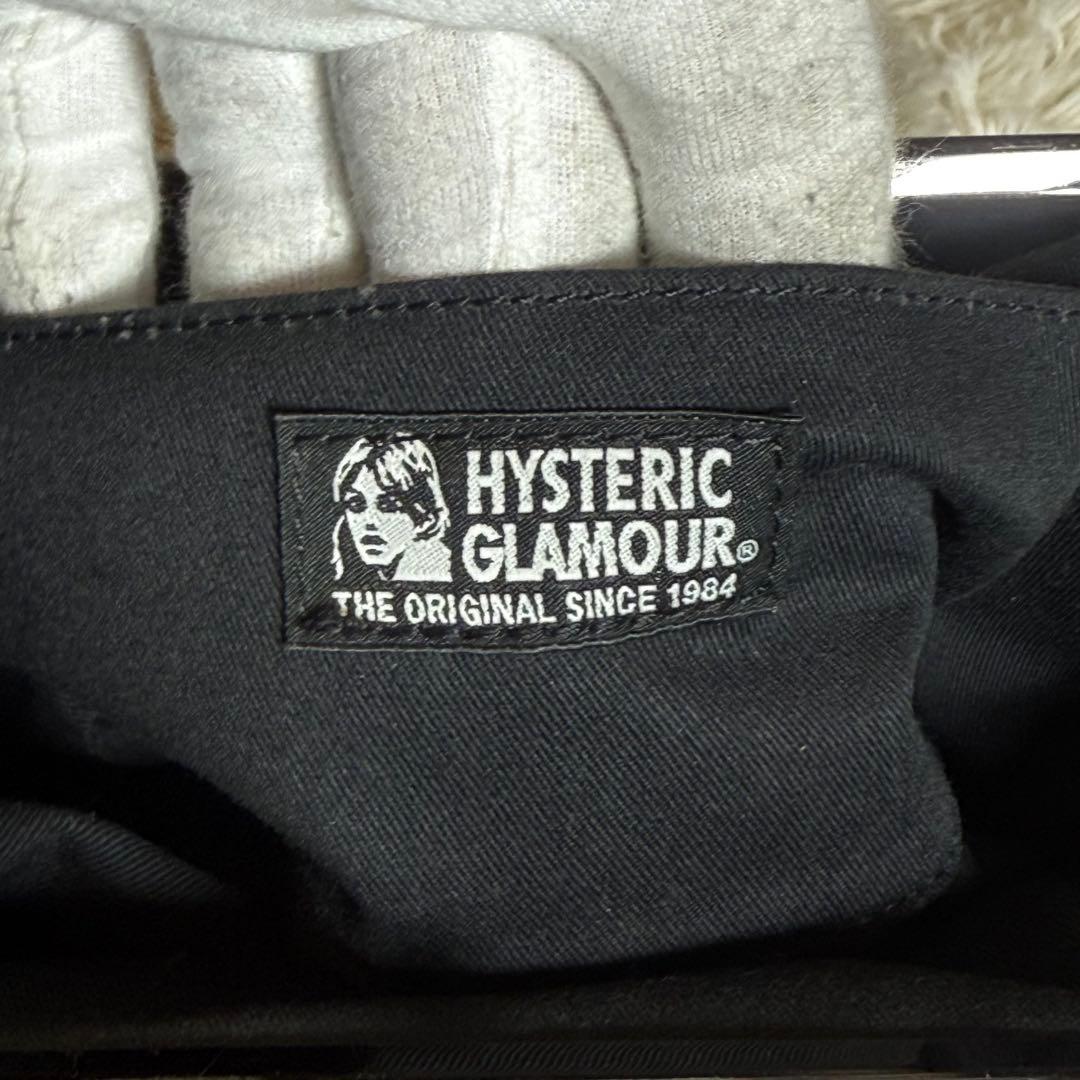 HYSTERIC
GLAMOUR®
THE ORIGINAL SINCE 1984